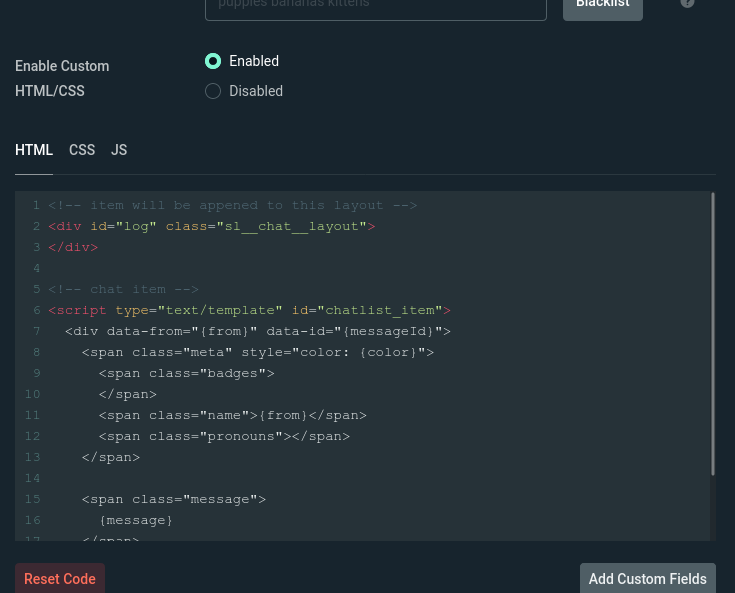 puppies bananas kittens
Blacklist
?
Enable Custom
HTML/CSS
Enabled
Disabled
HTML CSS JS
1 <!-- item will be appened to this layout -->
2 <div id="log" class="sl__chat__layout">
3 </div>
4
5 <!-- chat item -->
6 <script type="text/template" id="chatlist_item">
7 <div data-from="{from}" data-id="{messageId}">
8 <span class="meta" style="color: {color}">
9 <span class="badges">
10 </span>
11 <span class="name">{from}</span>
12 <span class="pronouns"></span>
13 </span>
14
15 <span class="message">
16 {message}
17 </span>
Reset Code
Add Custom Fields